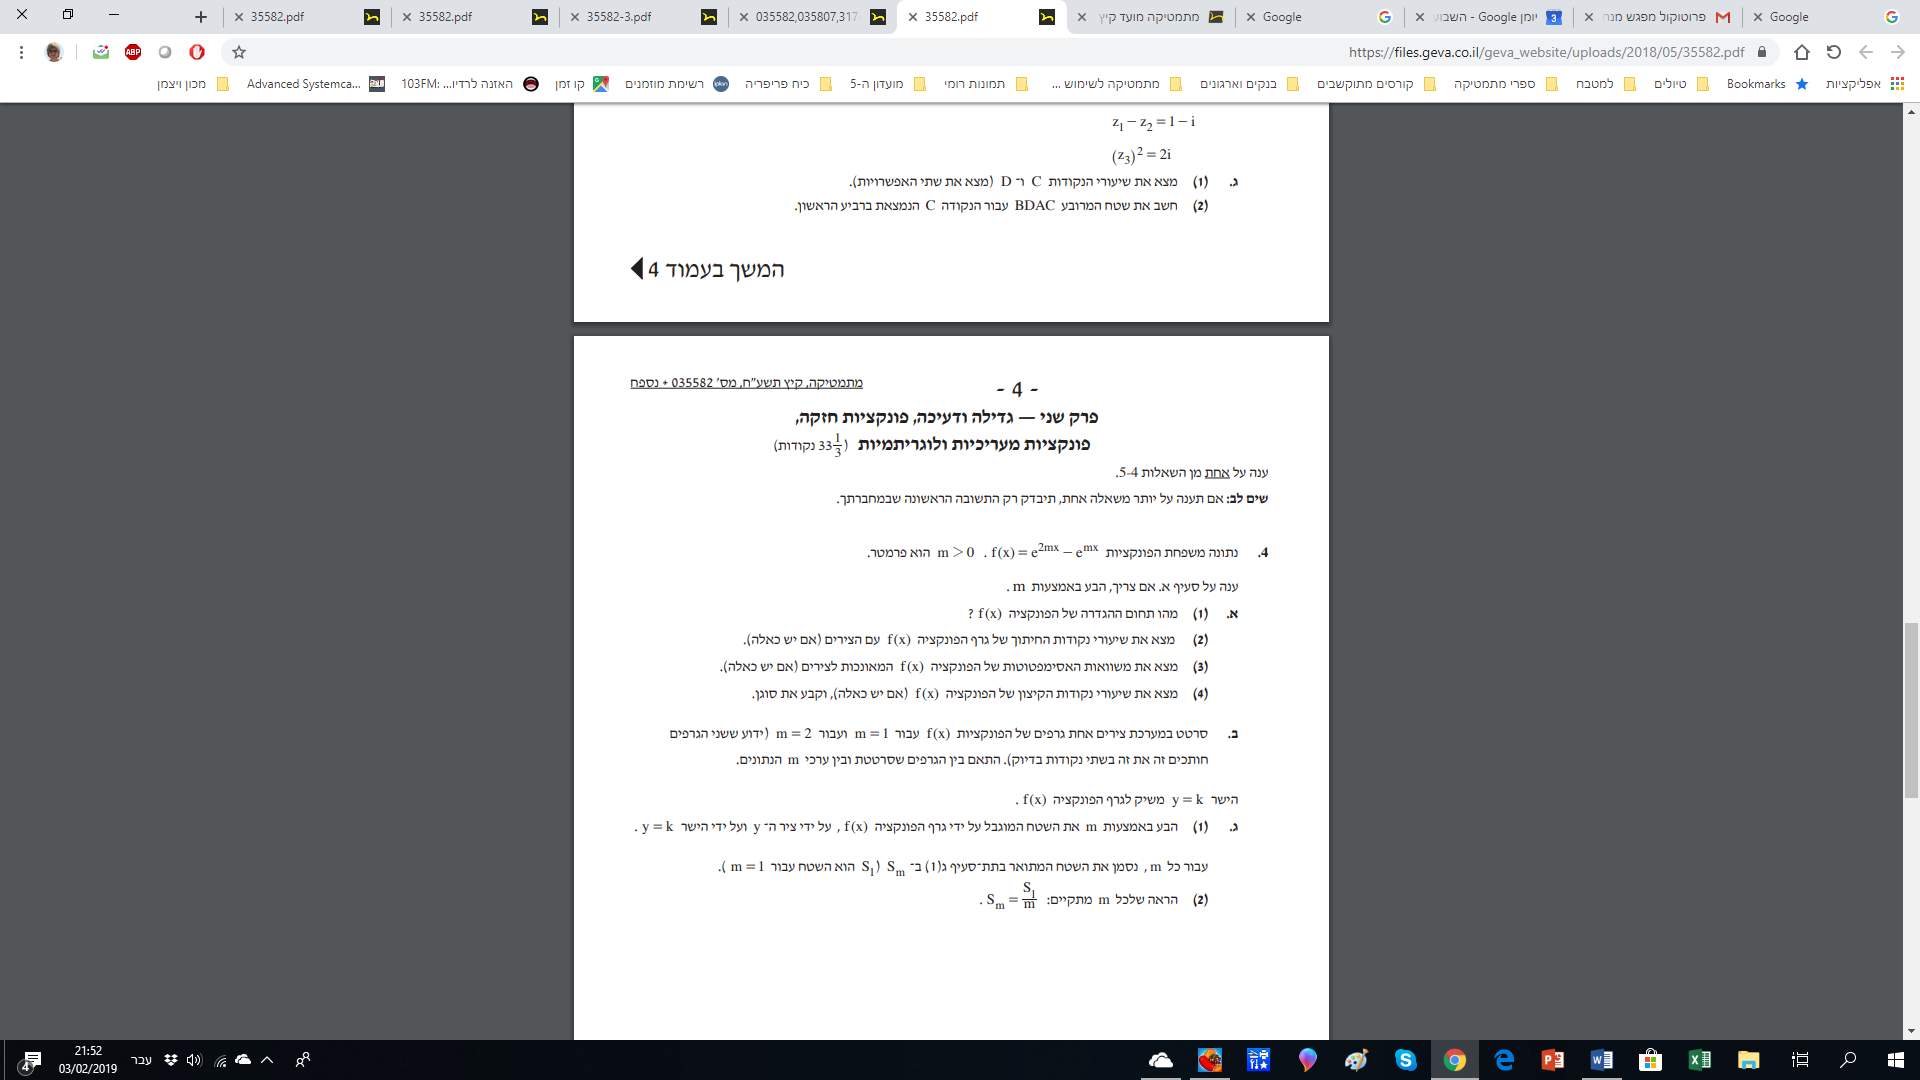 35582.pdf
35582.pdf
35582-3.pdf
035582,035807,317
35582.pdf
מתמטיקה מועד קיץ
Google
יומן Google - השבוע
פרוטוקול מפגש מנה
Google
https://files.geva.co.il/geva_website/uploads/2018/05/35582.pdf
אפליקציות
Bookmarks
טיולים
למטבח
ספרי מתמטיקה
קורסים מתוקשבים
בנקים וארגונים
מתמטיקה לשימוש ...
תמונות רומי
מועדון ה-5
כיח פריפריה
רשימת מוזמנים
קו זמן
103FM: ...האזנה לרדיו
Advanced Systemca...
מכון ויצמן
z₁ − z₂ = 1 − i
(z₃)² = 2i
ג. (1) מצא את שיעורי הנקודות C ו־ D (מצא את שתי האפשרויות).
(2) חשב את שטח המרובע BDAC עבור הנקודה C הנמצאת ברביע הראשון.
המשך בעמוד 4
מתמטיקה, קיץ תשע"ח, מס' 035582 + נספח
- 4 -
פרק שני — גדילה ודעיכה, פונקציות חזקה,
פונקציות מעריכיות ולוגריתמיות (33 1/3 נקודות)
ענה על אחת מן השאלות 5-4.
שים לב: אם תענה על יותר משאלה אחת, תיבדק רק התשובה הראשונה שבמחברתך.
4. נתונה משפחת הפונקציות f(x) = e^{2mx} − e^{mx} . m > 0 הוא פרמטר.
ענה על סעיף א. אם צריך, הבע באמצעות m .
א. (1) מהו תחום ההגדרה של הפונקציה f(x) ?
(2) מצא את שיעורי נקודות החיתוך של גרף הפונקציה f(x) עם הצירים (אם יש כאלה).
(3) מצא את משוואות האסימפטוטות של הפונקציה f(x) המאונכות לצירים (אם יש כאלה).
(4) מצא את שיעורי נקודות הקיצון של הפונקציה f(x) (אם יש כאלה), וקבע את סוגן.
ב. סרטט במערכת צירים אחת גרפים של הפונקציות f(x) עבור m = 1 ועבור m = 2 (ידוע ששני הגרפים
חותכים זה את זה בשתי נקודות בדיוק). התאם בין הגרפים שסרטטת ובין ערכי m הנתונים.
הישר y = k משיק לגרף הפונקציה f(x) .
ג. (1) הבע באמצעות m את השטח המוגבל על ידי גרף הפונקציה f(x) , על ידי ציר ה־ y ועל ידי הישר y = k .
עבור כל m , נסמן את השטח המתואר בתת־סעיף ג(1) ב־ Sₘ (S₁ הוא השטח עבור m = 1 ).
(2) הראה שלכל m מתקיים: Sₘ = S₁/m .
ABP
3
4
21:52
03/02/2019
עבר